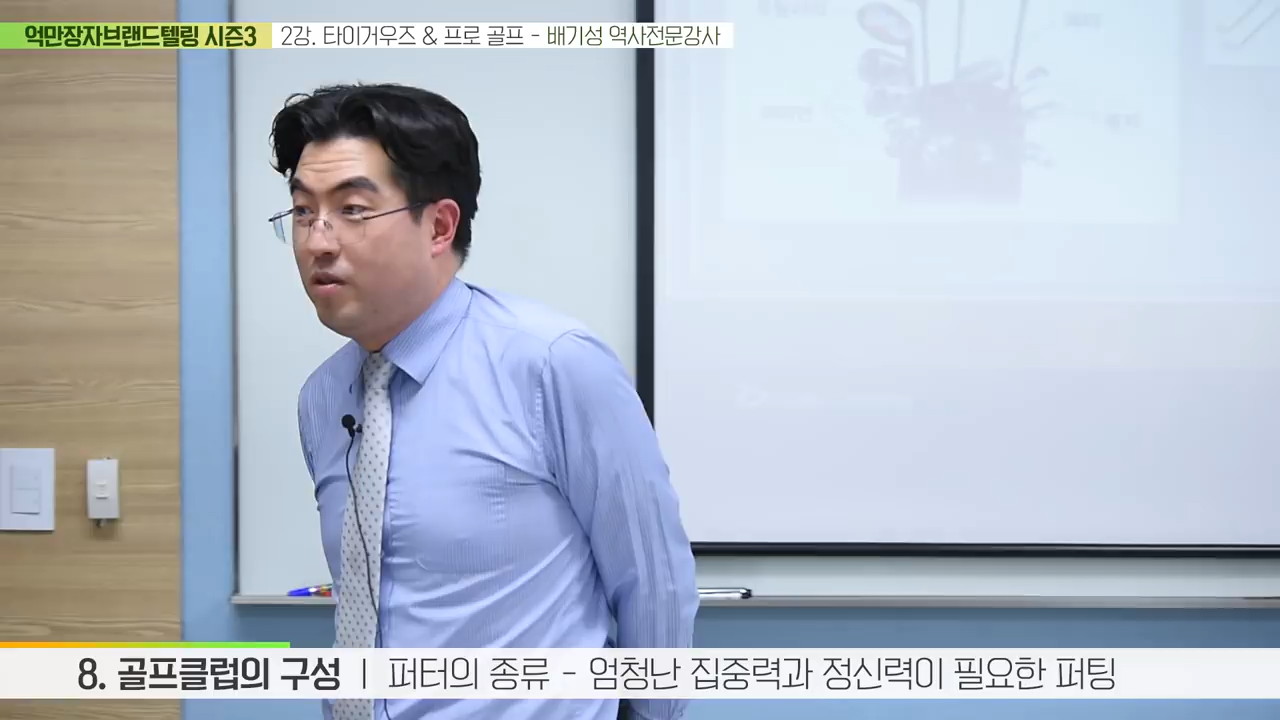 억만장자브랜드텔링 시즌3 2강. 타이거우즈 & 프로 골프 - 배기성 역사전문강사
8. 골프클럽의 구성 | 퍼터의 종류 - 엄청난 집중력과 정신력이 필요한 퍼팅